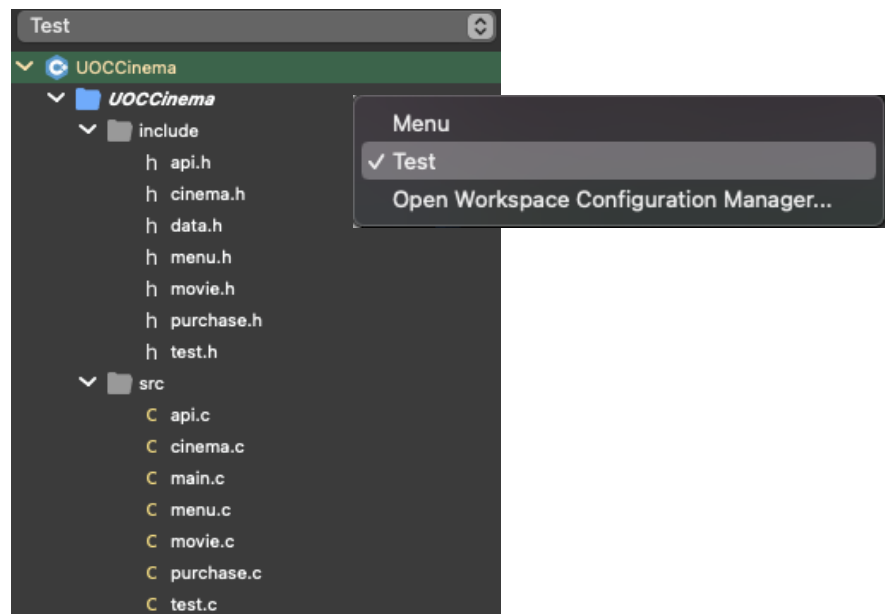 Test
UOCCinema
UOCCinema
include
h api.h
h cinema.h
h data.h
h menu.h
h movie.h
h purchase.h
h test.h
src
C api.c
C cinema.c
C main.c
C menu.c
C movie.c
C purchase.c
C test.c
Menu
✓ Test
Open Workspace Configuration Manager...